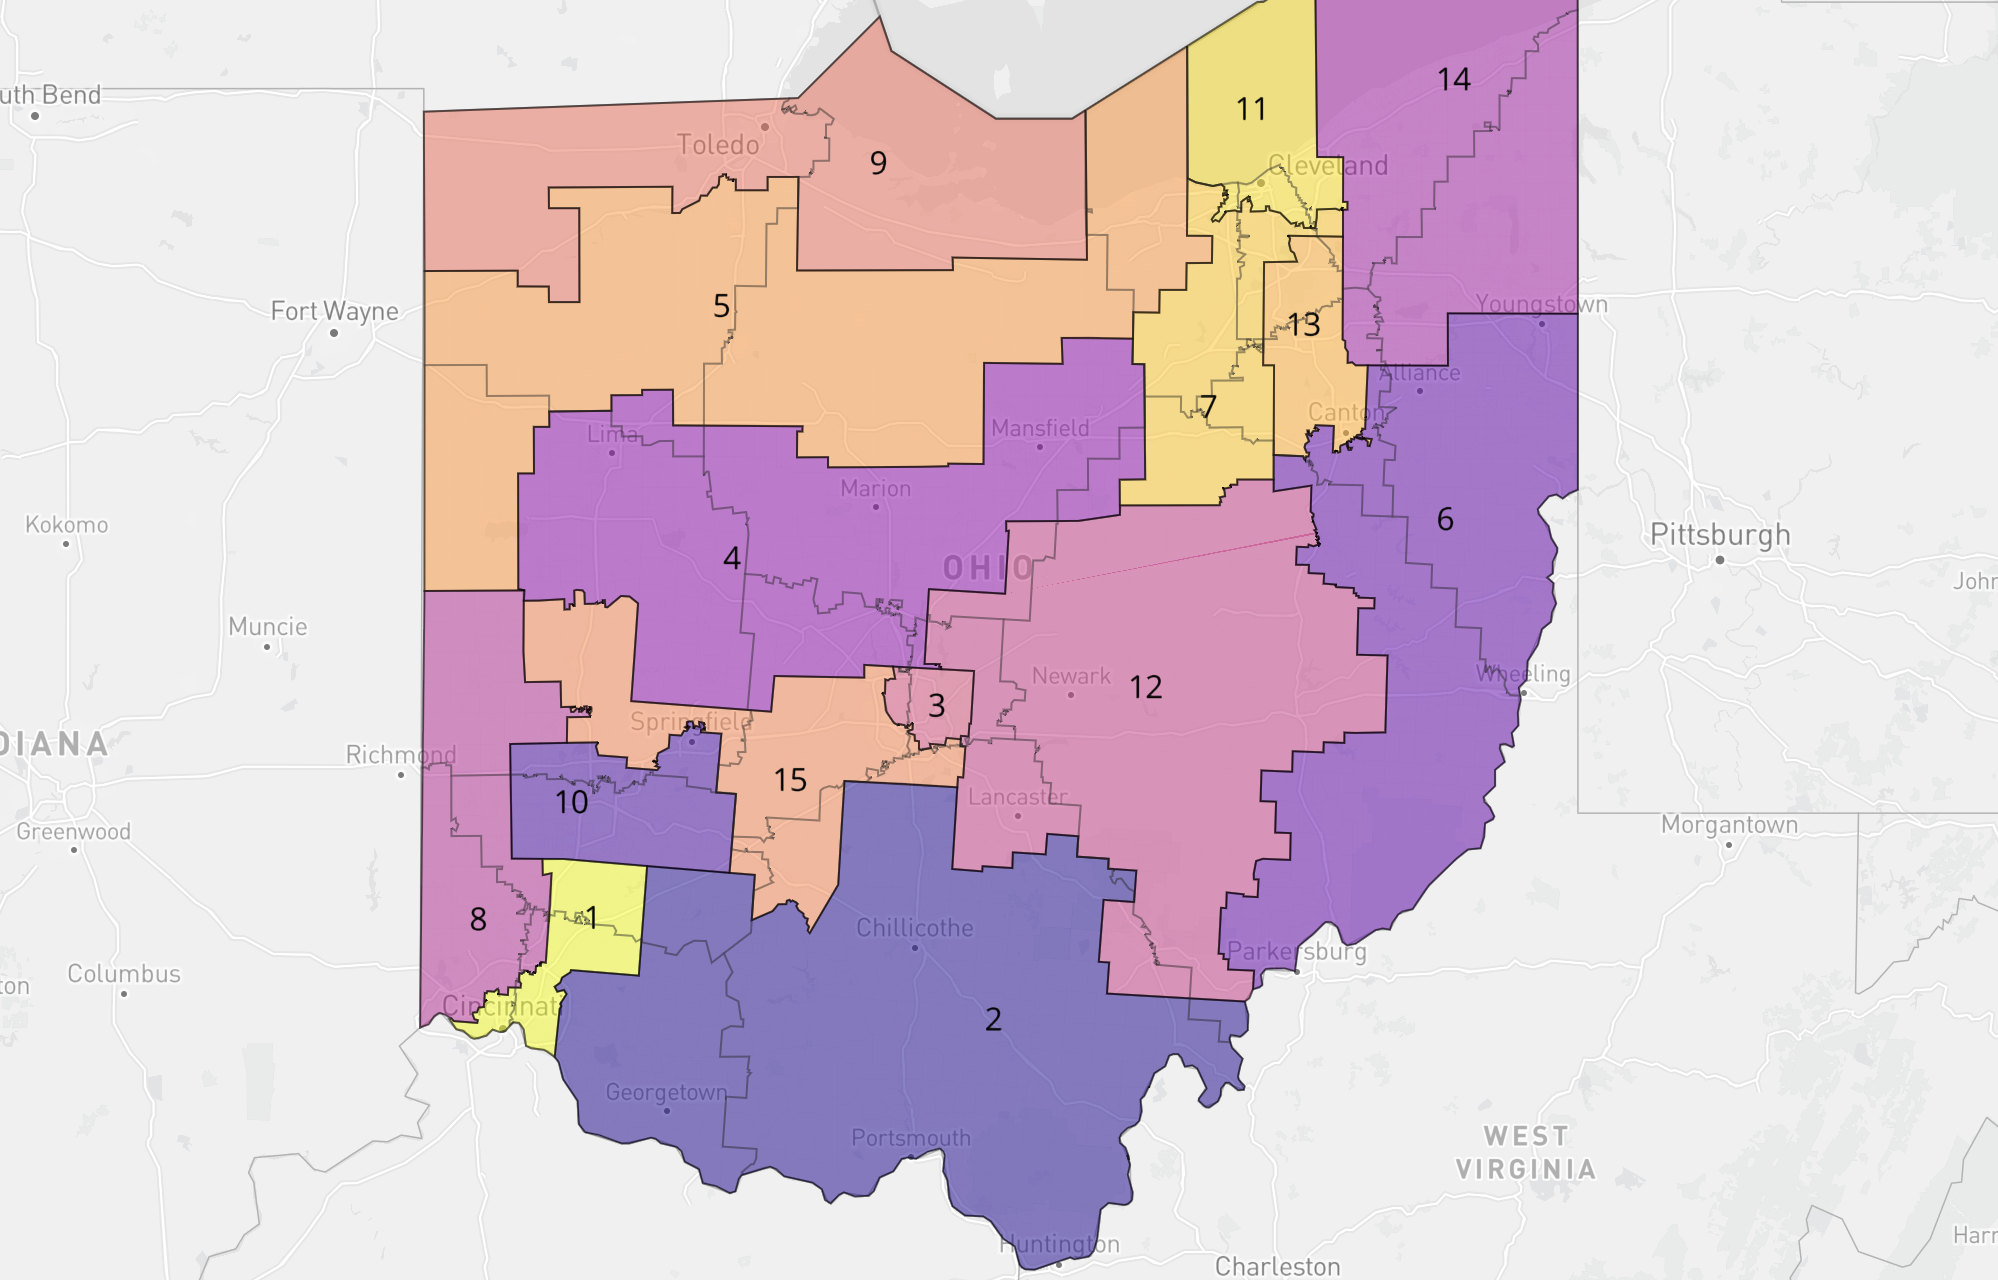 14
uth Bend
11
Toledo
9
Cleveland
Fort Wayne
5
Youngstown
13
Alliance
7
Canton
Mansfield
Lima
Marion
6
Kokomo
Pittsburgh
4
OHIO
John
Muncie
Newark
12
Wheeling
3
Springfield
DIANA
Richmond
15
10
Lancaster
Greenwood
Morgantown
8
1
Chillicothe
Parkersburg
Columbus
ton
Cincinnati
2
Georgetown
Portsmouth
WEST
VIRGINIA
Huntington
Charleston
Harr